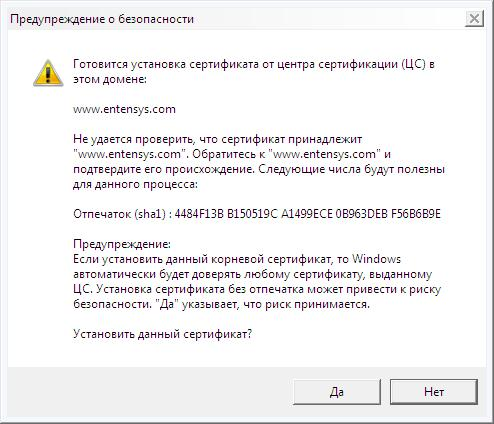 Предупреждение о безопасности
Готовится установка сертификата от центра сертификации (ЦС) в
этом домене:
www.entensys.com
Не удается проверить, что сертификат принадлежит
"www.entensys.com". Обратитесь к "www.entensys.com" и
подтвердите его происхождение. Следующие числа будут полезны
для данного процесса:
Отпечаток (sha1) : 4484F13B B150519C A1499ECE 0B963DEB F56B6B9E
Предупреждение:
Если установить данный корневой сертификат, то Windows
автоматически будет доверять любому сертификату, выданному
ЦС. Установка сертификата без отпечатка может привести к риску
безопасности. "Да" указывает, что риск принимается.
Установить данный сертификат?
Да
Нет